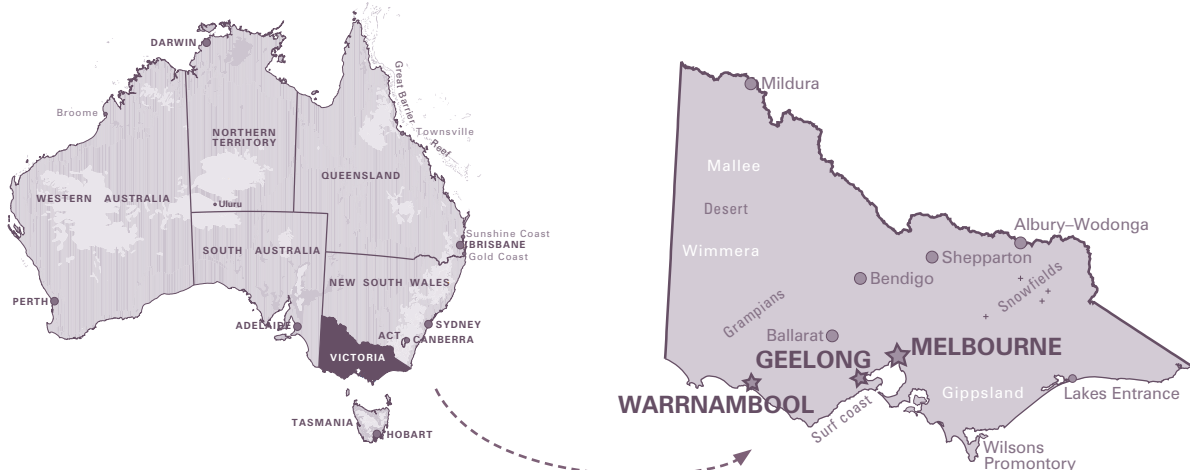 DARWIN
Broome
Great Barrier
Reef
Townsville
NORTHERN
TERRITORY
QUEENSLAND
WESTERN AUSTRALIA
Uluru
SOUTH AUSTRALIA
Sunshine Coast
BRISBANE
Gold Coast
NEW SOUTH WALES
PERTH
ADELAIDE
SYDNEY
ACT
CANBERRA
VICTORIA
TASMANIA
HOBART
Mildura
Mallee
Desert
Wimmera
Albury–Wodonga
Shepparton
Bendigo
Snowfields
Grampians
Ballarat
MELBOURNE
GEELONG
WARRNAMBOOL
Surf coast
Gippsland
Lakes Entrance
Wilsons
Promontory